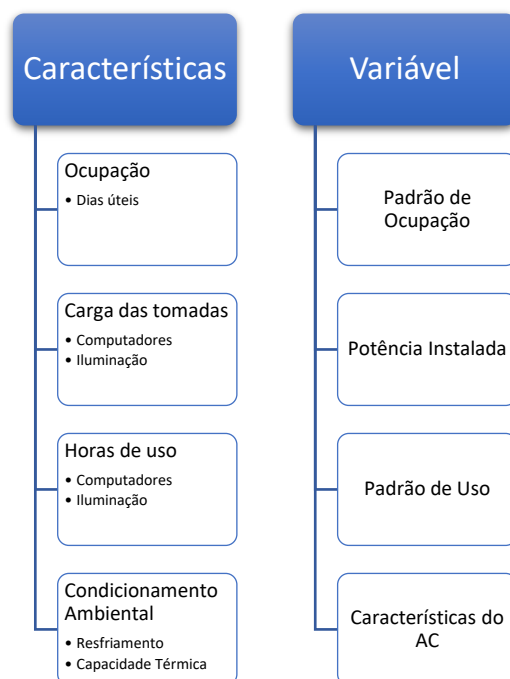 Características
Ocupação
• Dias úteis
Carga das tomadas
• Computadores
• Iluminação
Horas de uso
• Computadores
• Iluminação
Condicionamento
Ambiental
• Resfriamento
• Capacidade Térmica
Variável
Padrão de
Ocupação
Potência Instalada
Padrão de Uso
Características do
AC